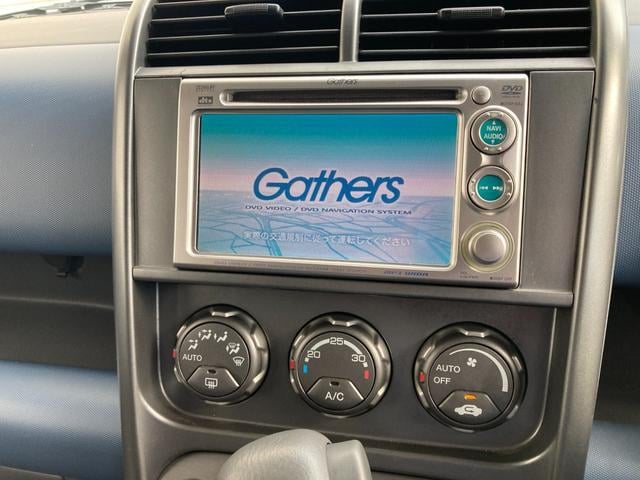 Gathers
dts
DVD
NAVI
AUDIO
Gathers
DVD VIDEO / DVD NAVIGATION SYSTEM
実際の交通規制に従って運転してください
AUTO
20 25 30
A/C
AUTO
OFF